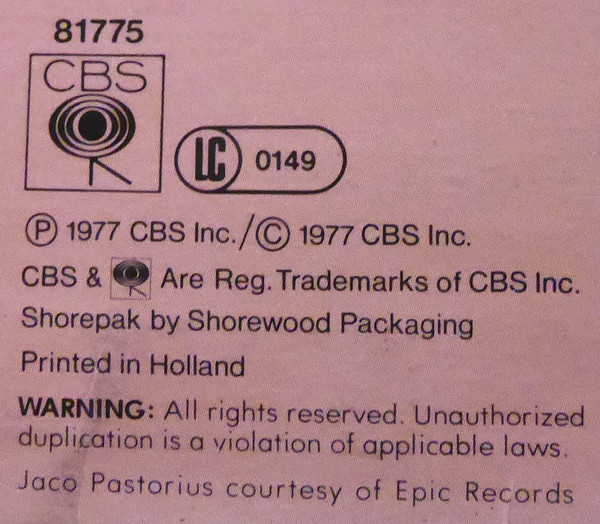 81775
CBS
LC 0149
Ⓟ 1977 CBS Inc./© 1977 CBS Inc.
CBS & Are Reg. Trademarks of CBS Inc.
Shorepak by Shorewood Packaging
Printed in Holland
WARNING: All rights reserved. Unauthorized
duplication is a violation of applicable laws.
Jaco Pastorius courtesy of Epic Records